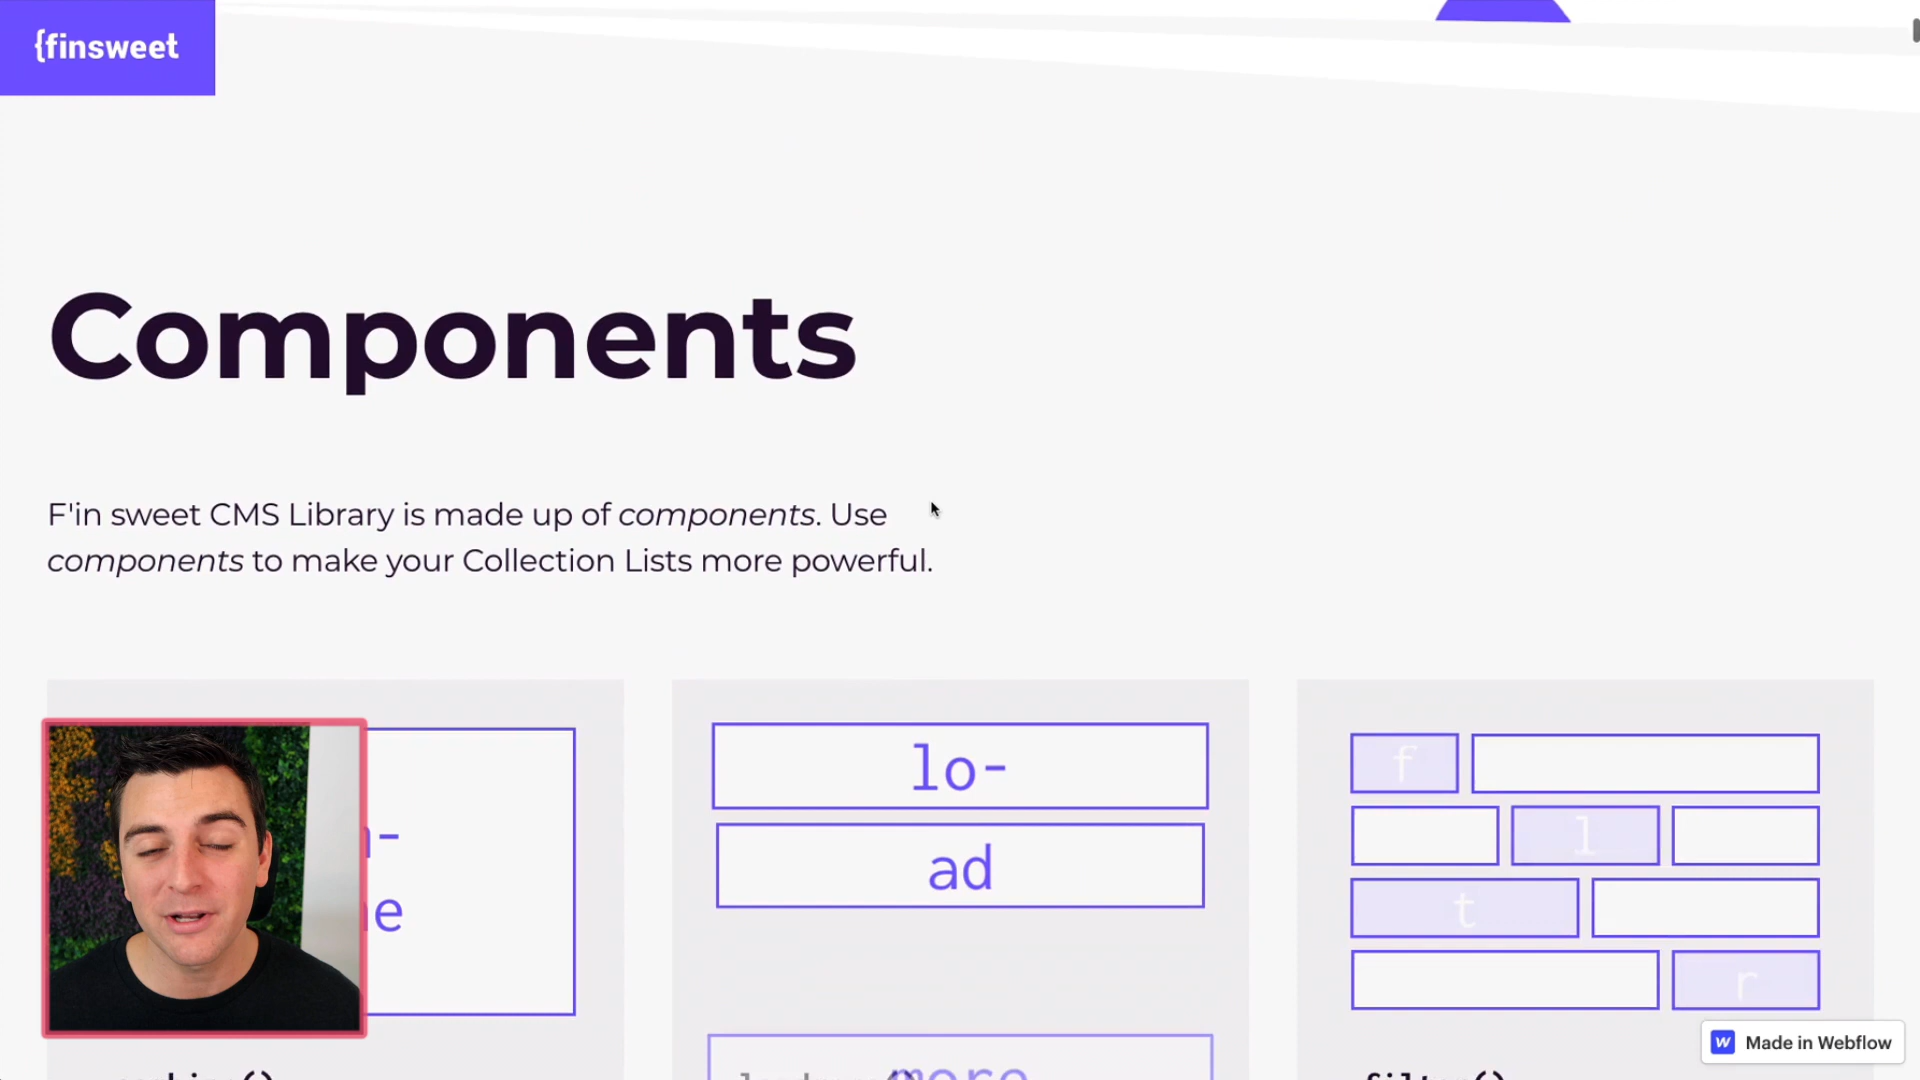 {finsweet
Components
F'in sweet CMS Library is made up of components. Use
components to make your Collection Lists more powerful.
lo-
ad
more
f
l
t
r
Made in Webflow